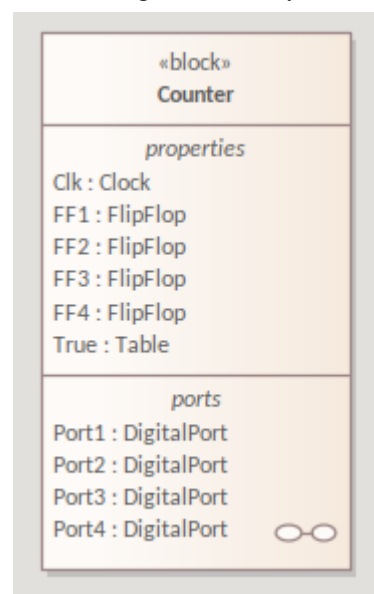 «block»
Counter
properties
Clk : Clock
FF1 : FlipFlop
FF2 : FlipFlop
FF3 : FlipFlop
FF4 : FlipFlop
True : Table
ports
Port1 : DigitalPort
Port2 : DigitalPort
Port3 : DigitalPort
Port4 : DigitalPort